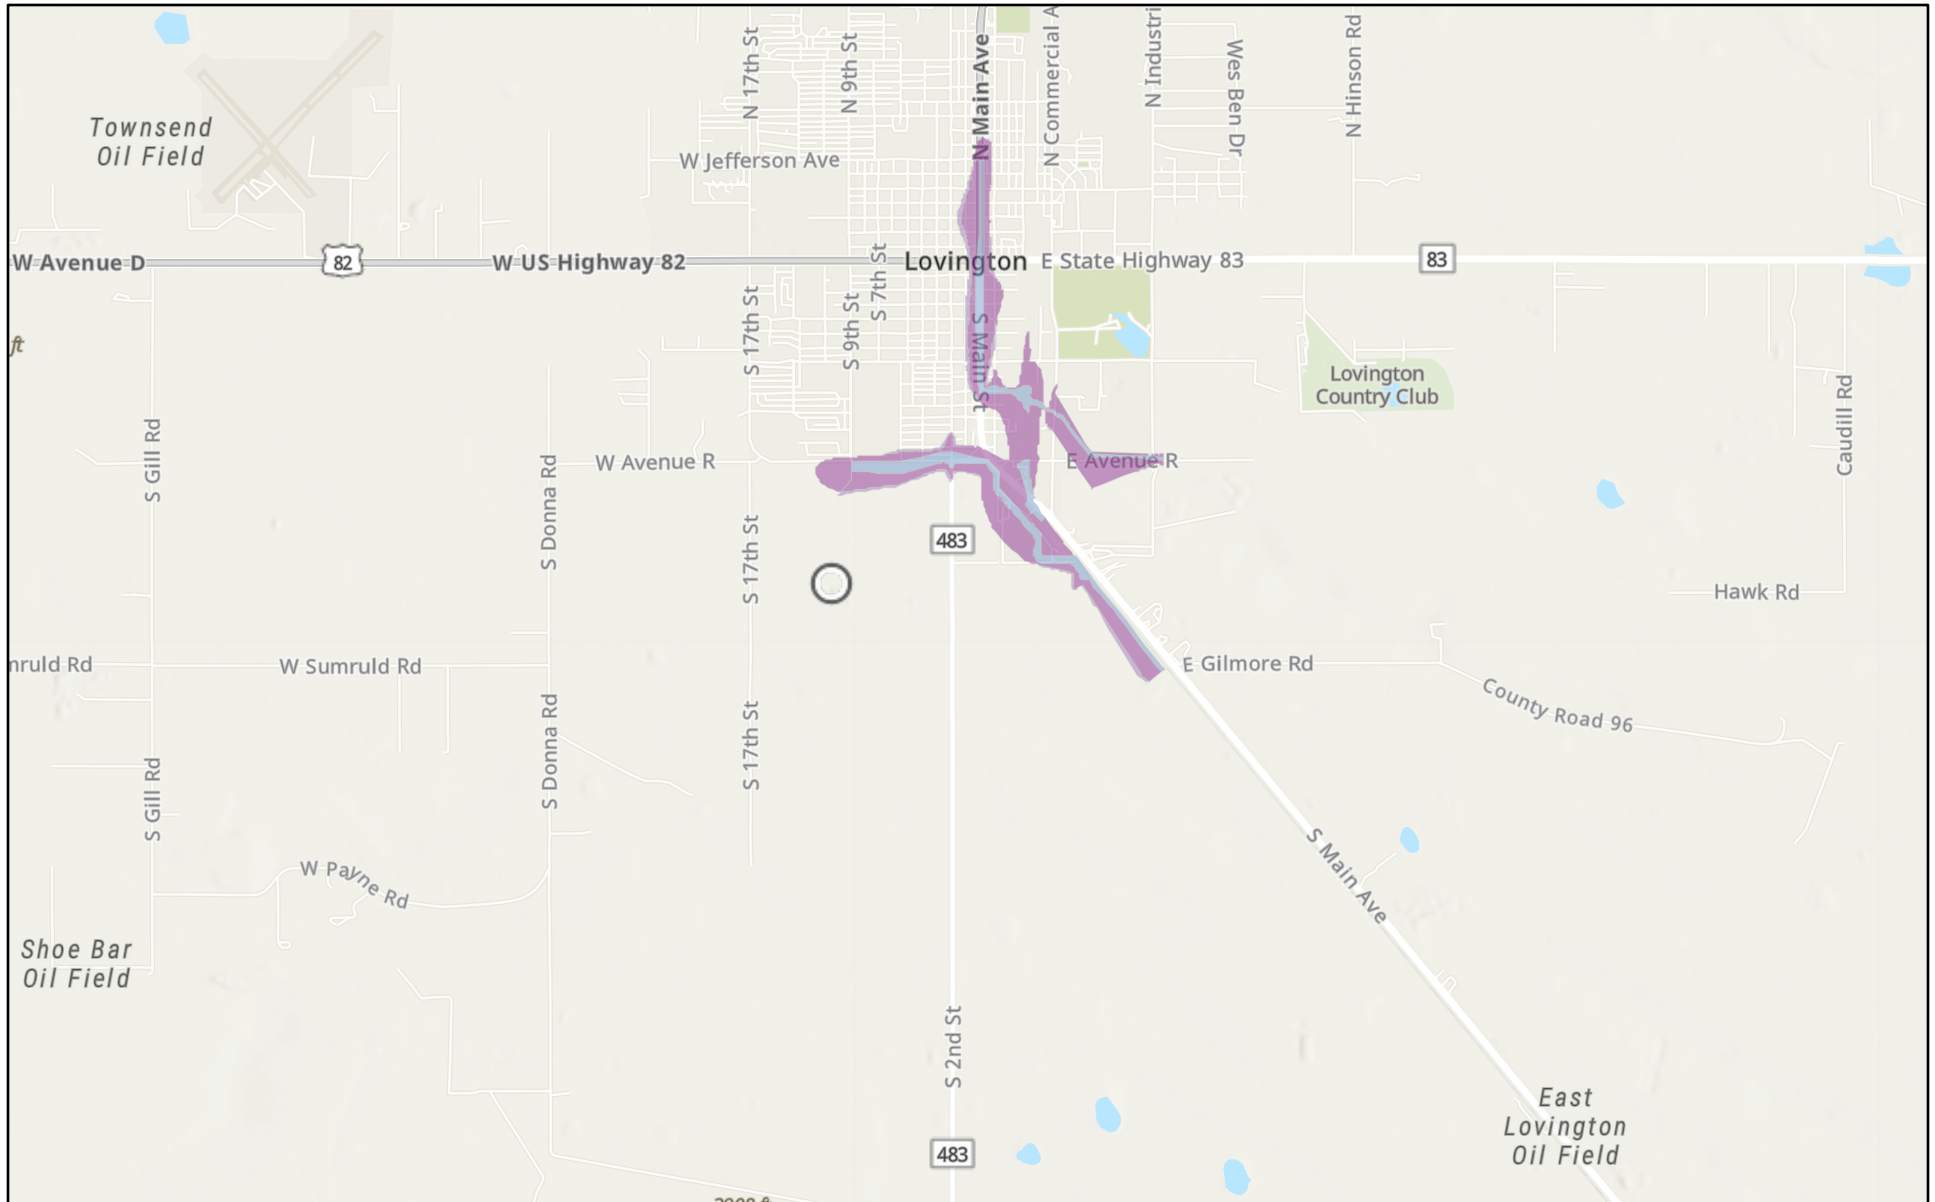 N 17th St
N 9th St
N Main Ave
N Commercial A
N Industri
Wes Ben Dr
N Hinson Rd
Townsend
Oil Field
W Jefferson Ave
W Avenue D
82
W US Highway 82
S 7th St
Lovington
E State Highway 83
83
S 17th St
S 9th St
S Main St
ft
Lovington
Country Club
Caudill Rd
S Gill Rd
S Donna Rd
W Avenue R
E Avenue R
S 17th St
483
Hawk Rd
nruld Rd
W Sumruld Rd
E Gilmore Rd
County Road 96
S Gill Rd
S Donna Rd
S 17th St
W Payne Rd
S Main Ave
Shoe Bar
Oil Field
S 2nd St
East
Lovington
Oil Field
483